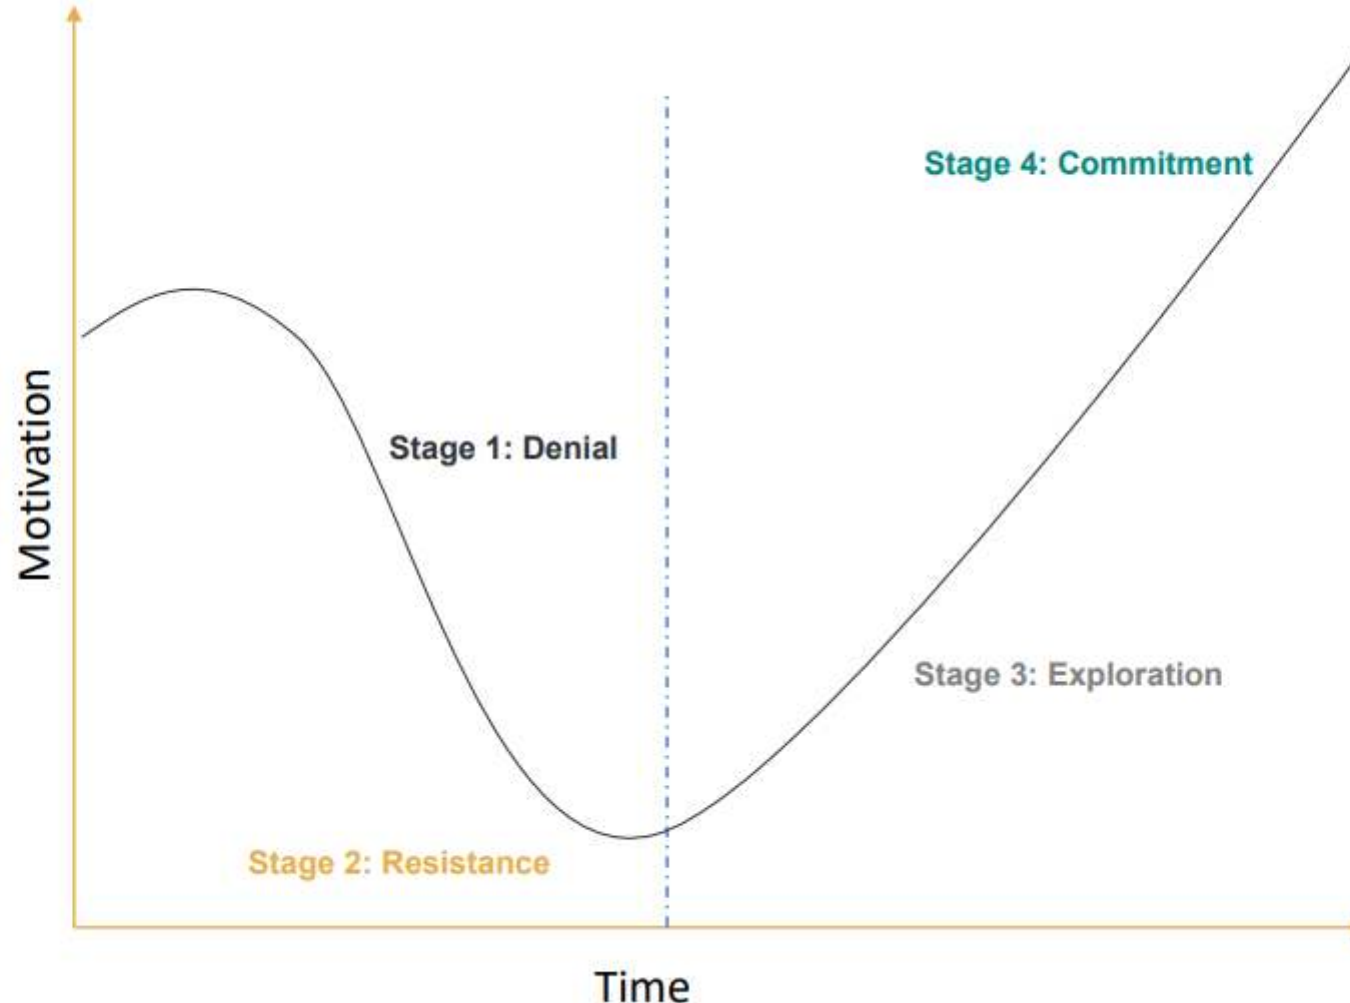 Stage 4: Commitment
Stage 1: Denial
Motivation
Stage 3: Exploration
Stage 2: Resistance
Time